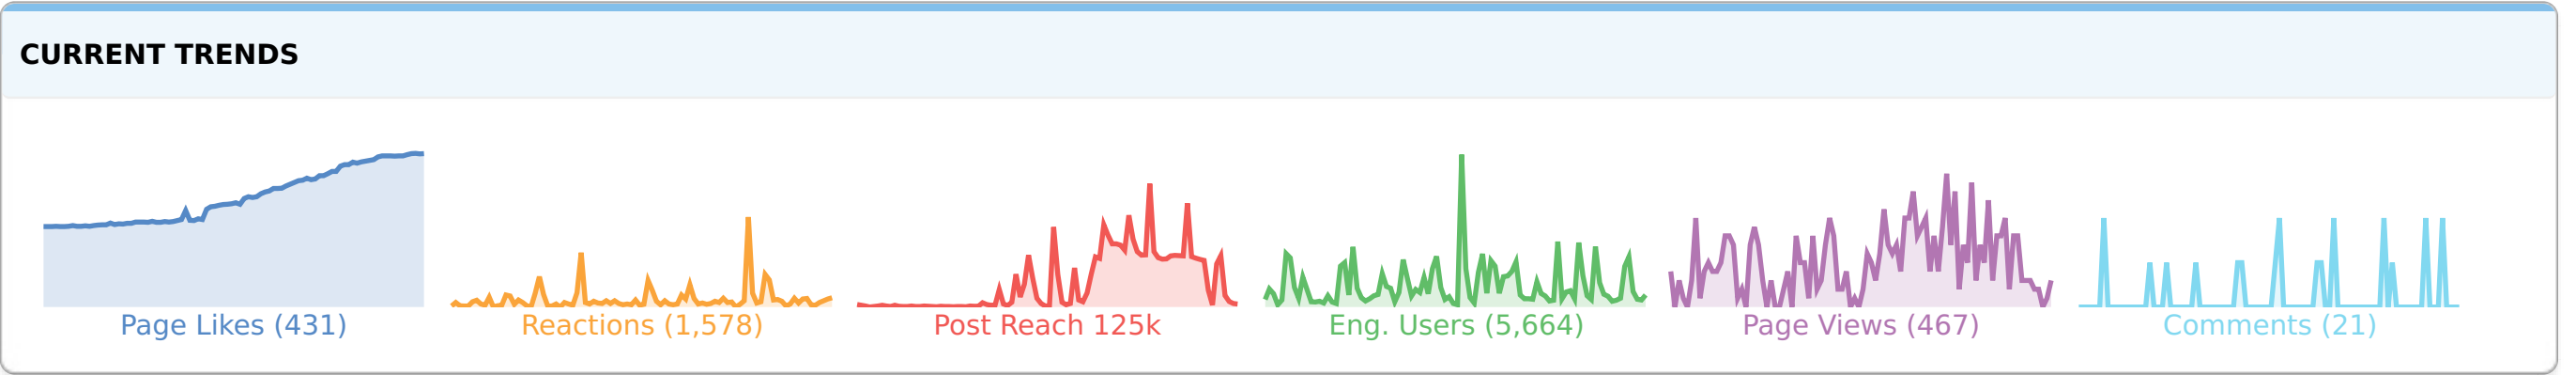 CURRENT TRENDS
Page Likes (431)
Reactions (1,578)
Post Reach 125k
Eng. Users (5,664)
Page Views (467)
Comments (21)